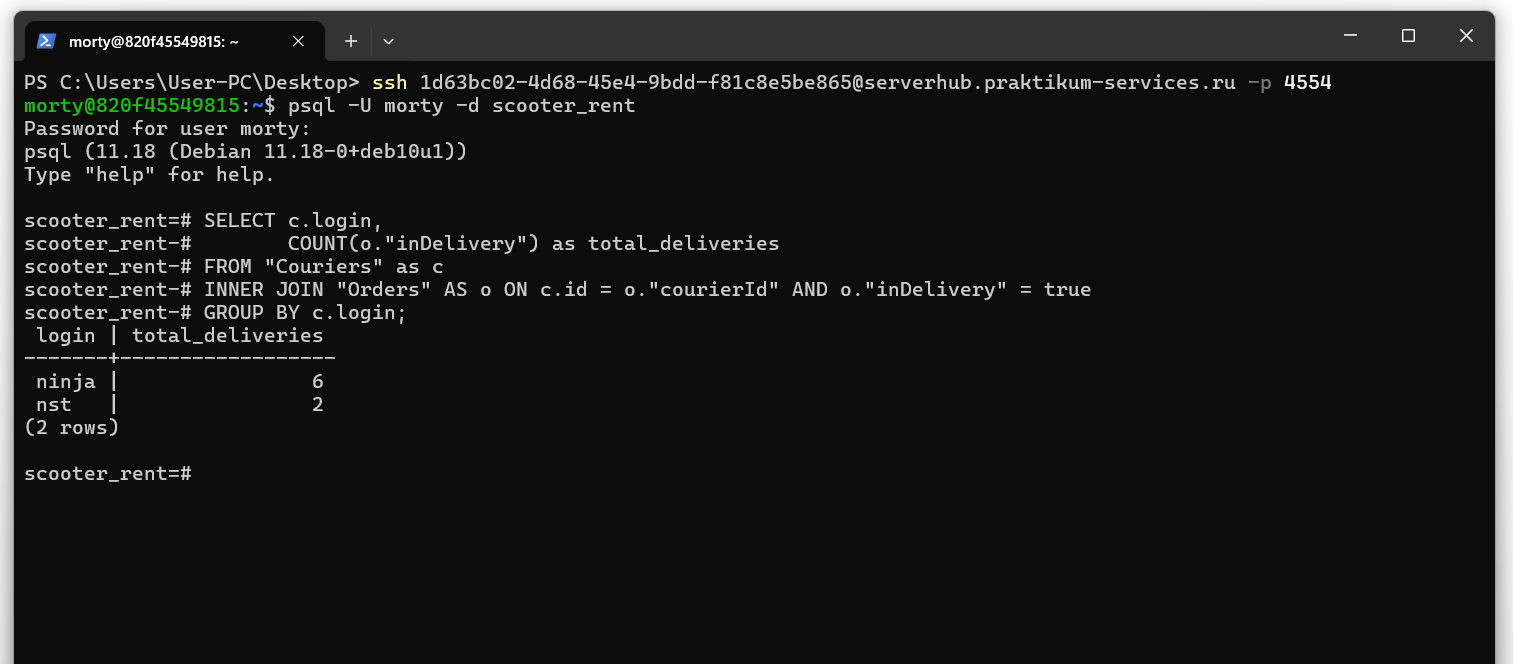 morty@820f45549815: ~
PS C:\Users\User-PC\Desktop> ssh 1d63bc02-4d68-45e4-9bdd-f81c8e5be865@serverhub.praktikum-services.ru -p 4554
morty@820f45549815:~$ psql -U morty -d scooter_rent
Password for user morty:
psql (11.18 (Debian 11.18-0+deb10u1))
Type "help" for help.
scooter_rent=# SELECT c.login,
scooter_rent-#        COUNT(o."inDelivery") as total_deliveries
scooter_rent-# FROM "Couriers" as c
scooter_rent-# INNER JOIN "Orders" AS o ON c.id = o."courierId" AND o."inDelivery" = true
scooter_rent-# GROUP BY c.login;
 login | total_deliveries
-------+------------------
 ninja |                6
 nst   |                2
(2 rows)
scooter_rent=#